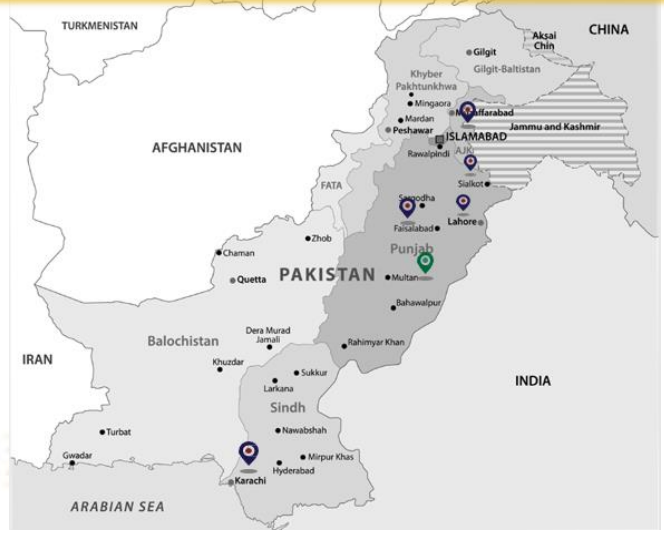 TURKMENISTAN
CHINA
Aksai
Chin
Gilgit
Gilgit-Baltistan
Khyber
Pakhtunkhwa
Mingaora
Mardan
Peshawar
ISLAMABAD
Jammu and Kashmir
Rawalpindi
AJK
AFGHANISTAN
FATA
Sialkot
Sargodha
Lahore
Faisalabad
Punjab
Zhob
Chaman
Quetta
PAKISTAN
Multan
Bahawalpur
Balochistan
Dera Murad
Jamali
Rahimyar Khan
IRAN
Khuzdar
Sukkur
Larkana
INDIA
Sindh
Turbat
Nawabshah
Gwadar
Mirpur Khas
Hyderabad
Karachi
ARABIAN SEA